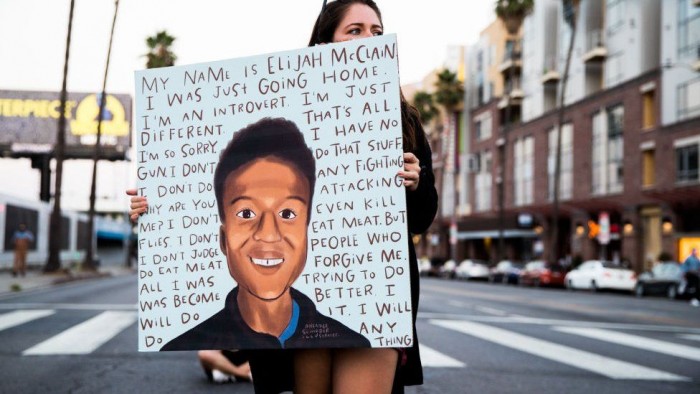 MY NAME IS ELIJAH McCLAIN.
I WAS JUST GOING HOME.
I'M AN INTROVERT. I'M JUST
DIFFERENT. THAT'S ALL.
I'M SO SORRY I HAVE NO
GUN. I DON'T DO THAT STUFF.
I DON'T DO ANY FIGHTING
WHY ARE YOU ATTACKING
ME? I DON'T EVEN KILL
FLIES. I DON'T EAT MEAT. BUT
I DON'T JUDGE PEOPLE WHO
DO EAT MEAT FORGIVE ME.
ALL I WAS TRYING TO DO
WAS BECOME BETTER. I
WILL DO IT, I WILL
DO ANY
THING
TERPIECE